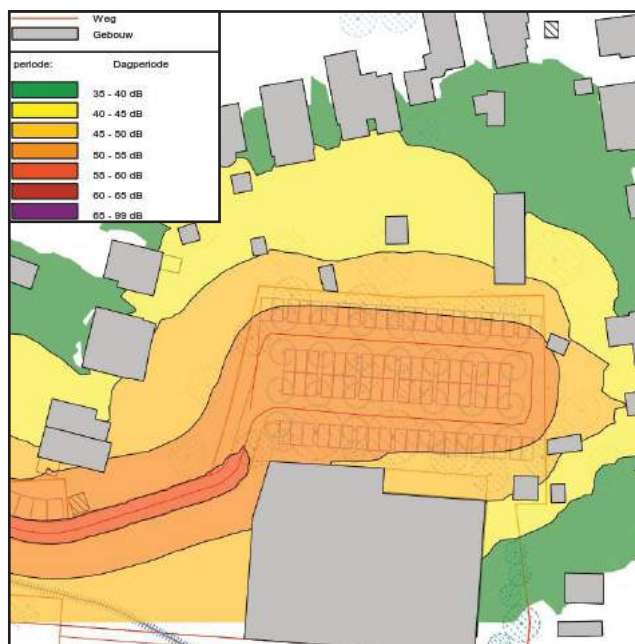 Weg
Gebouw
periode: Dagperiode
35 - 40 dB
40 - 45 dB
45 - 50 dB
50 - 55 dB
55 - 60 dB
60 - 65 dB
65 - 99 dB